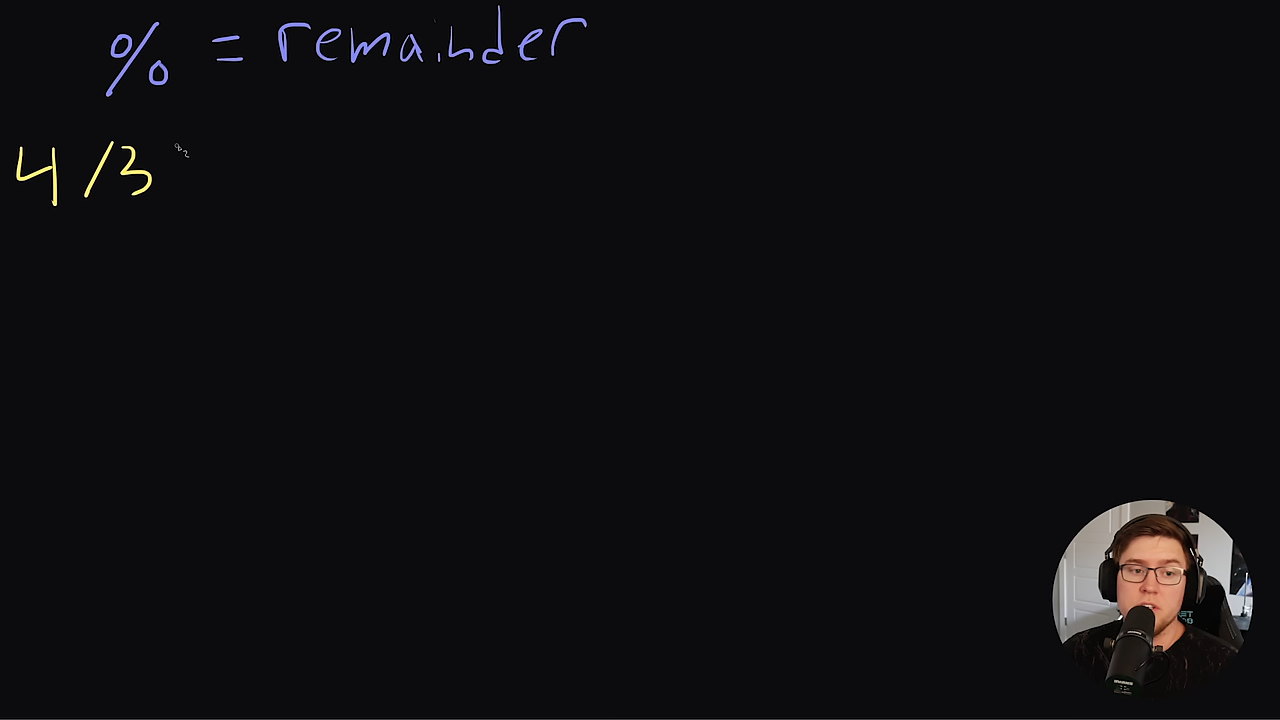 % = remainder
4 / 3